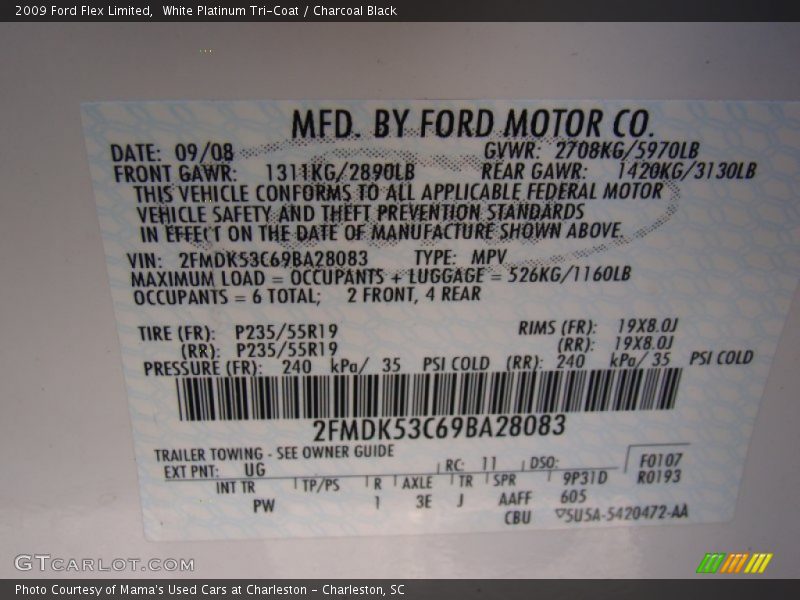 2009 Ford Flex Limited, White Platinum Tri-Coat / Charcoal Black
MFD. BY FORD MOTOR CO.
DATE: 09/08 GVWR: 2708KG/5970LB
FRONT GAWR: 1311KG/2890LB REAR GAWR: 1420KG/3130LB
THIS VEHICLE CONFORMS TO ALL APPLICABLE FEDERAL MOTOR
VEHICLE SAFETY AND THEFT PREVENTION STANDARDS
IN EFFECT ON THE DATE OF MANUFACTURE SHOWN ABOVE.
VIN: 2FMDK53C69BA28083 TYPE: MPV
MAXIMUM LOAD = OCCUPANTS + LUGGAGE = 526KG/1160LB
OCCUPANTS = 6 TOTAL; 2 FRONT, 4 REAR
TIRE (FR): P235/55R19 RIMS (FR): 19X8.0J
(RR): P235/55R19 (RR): 19X8.0J
PRESSURE (FR): 240 kPa/ 35 PSI COLD (RR): 240 kPa/ 35 PSI COLD
2FMDK53C69BA28083
TRAILER TOWING - SEE OWNER GUIDE
EXT PNT: UG RC: 11 DSO: F0107
INT TR TP/PS R AXLE TR SPR 9P31D R0193
PW 1 3E J AAFF 605
CBU ▽5U5A-5420472-AA
GTCARLOT.COM
Photo Courtesy of Mama's Used Cars at Charleston - Charleston, SC